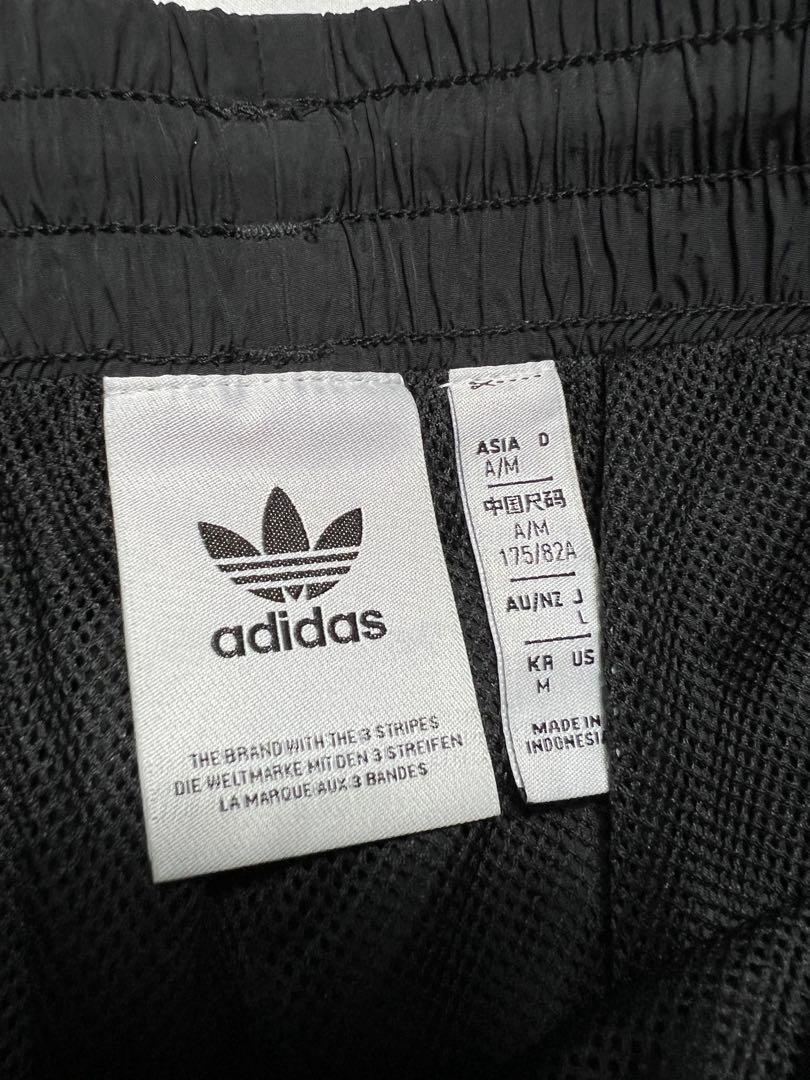 adidas
THE BRAND WITH THE 3 STRIPES
DIE WELTMARKE MIT DEN 3 STREIFEN
LA MARQUE AUX 3 BANDES
ASIA D
A/M
中国尺码
A/M
175/82A
AU/NZ J
L
KR US
M
MADE IN
INDONESIA